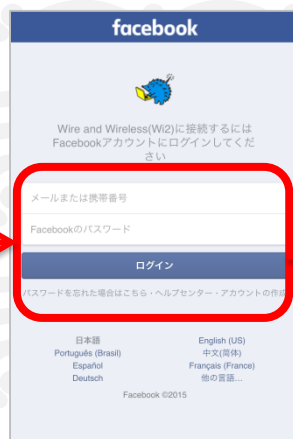 facebook
Wire and Wireless(Wi2)に接続するには
Facebookアカウントにログインしてくだ
さい
メールまたは携帯番号
Facebookのパスワード
ログイン
パスワードを忘れた場合はこちら・ヘルプセンター・アカウントの作成
日本語
English (US)
Português (Brasil)
中文(简体)
Español
Français (France)
Deutsch
他の言語...
Facebook ©2015